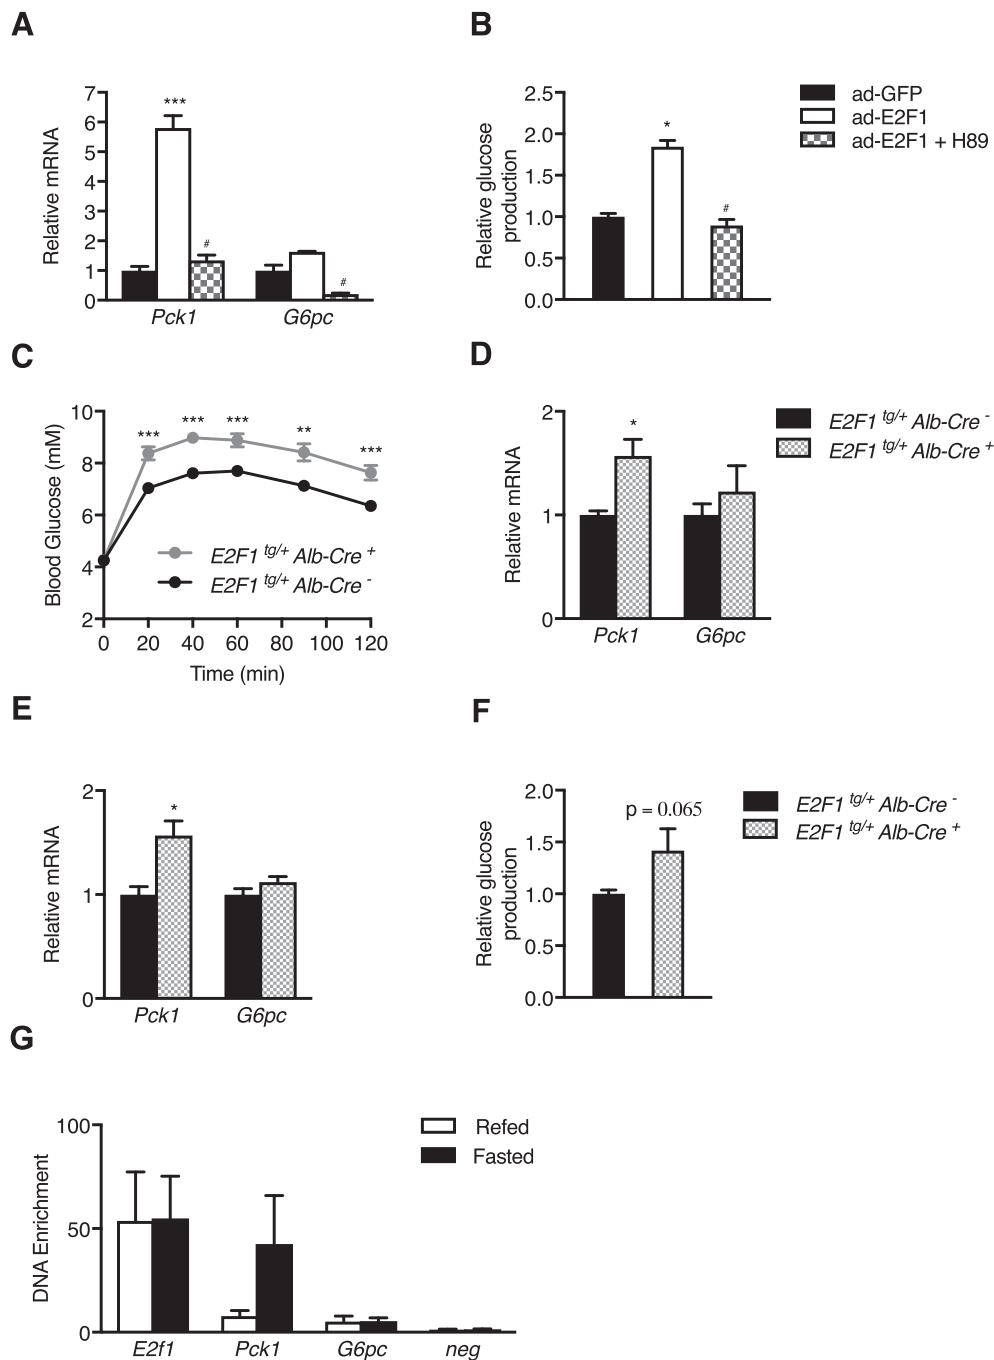 A
B
7
6
5
4
3
2
1
0
Relative mRNA
***
#
#
Pck1
G6pc
2.5
2.0
1.5
1.0
0.5
0.0
Relative glucose
production
*
#
ad-GFP
ad-E2F1
ad-E2F1 + H89
C
D
10
8
6
4
2
Blood Glucose (mM)
***
***
***
**
***
E2F1 tg/+ Alb-Cre +
E2F1 tg/+ Alb-Cre -
0 20 40 60 80 100 120
Time (min)
2
1
0
Relative mRNA
*
Pck1
G6pc
E2F1 tg/+ Alb-Cre -
E2F1 tg/+ Alb-Cre +
E
F
2
1
0
Relative mRNA
*
Pck1
G6pc
2.0
1.5
1.0
0.5
0.0
Relative glucose
production
p = 0.065
E2F1 tg/+ Alb-Cre -
E2F1 tg/+ Alb-Cre +
G
100
50
0
DNA Enrichment
Refed
Fasted
E2f1
Pck1
G6pc
neg